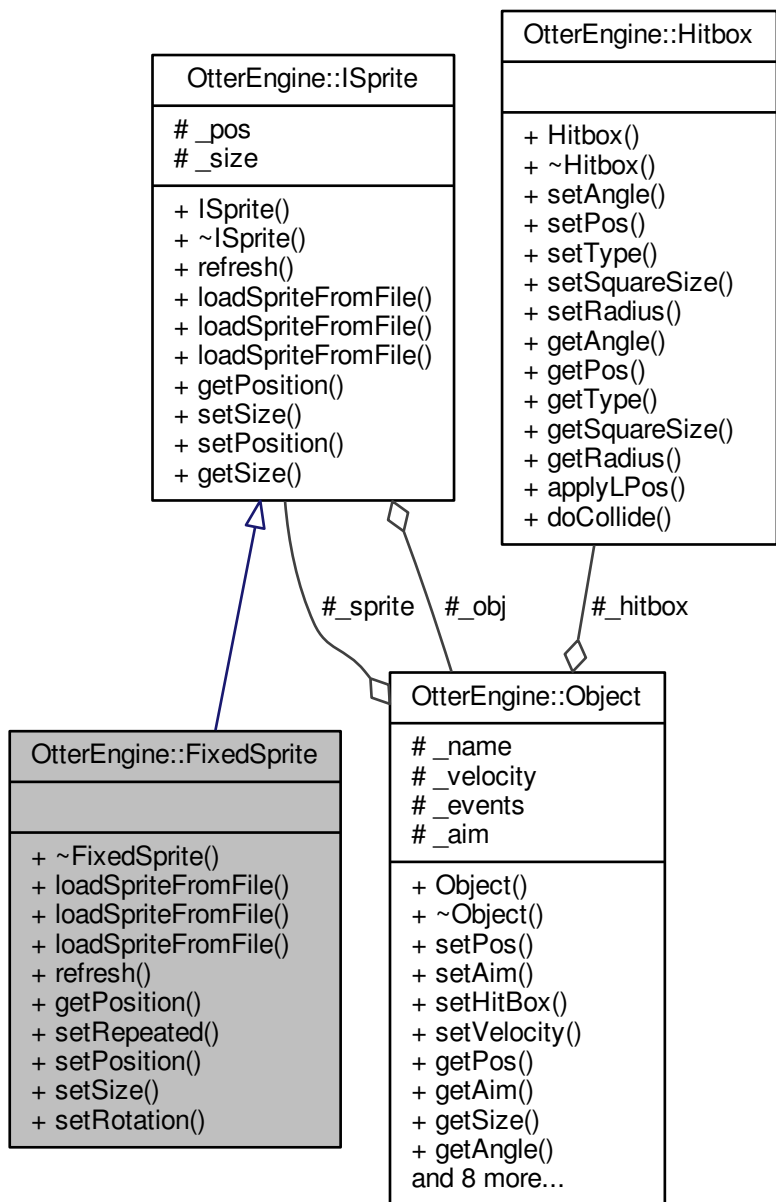 OtterEngine::ISprite
# _pos
# _size
+ ISprite()
+ ~ISprite()
+ refresh()
+ loadSpriteFromFile()
+ loadSpriteFromFile()
+ loadSpriteFromFile()
+ getPosition()
+ setSize()
+ setPosition()
+ getSize()
OtterEngine::Hitbox
+ Hitbox()
+ ~Hitbox()
+ setAngle()
+ setPos()
+ setType()
+ setSquareSize()
+ setRadius()
+ getAngle()
+ getPos()
+ getType()
+ getSquareSize()
+ getRadius()
+ applyLPos()
+ doCollide()
#_sprite
#_obj
#_hitbox
OtterEngine::FixedSprite
+ ~FixedSprite()
+ loadSpriteFromFile()
+ loadSpriteFromFile()
+ loadSpriteFromFile()
+ refresh()
+ getPosition()
+ setRepeated()
+ setPosition()
+ setSize()
+ setRotation()
OtterEngine::Object
# _name
# _velocity
# _events
# _aim
+ Object()
+ ~Object()
+ setPos()
+ setAim()
+ setHitBox()
+ setVelocity()
+ getPos()
+ getAim()
+ getSize()
+ getAngle()
and 8 more...